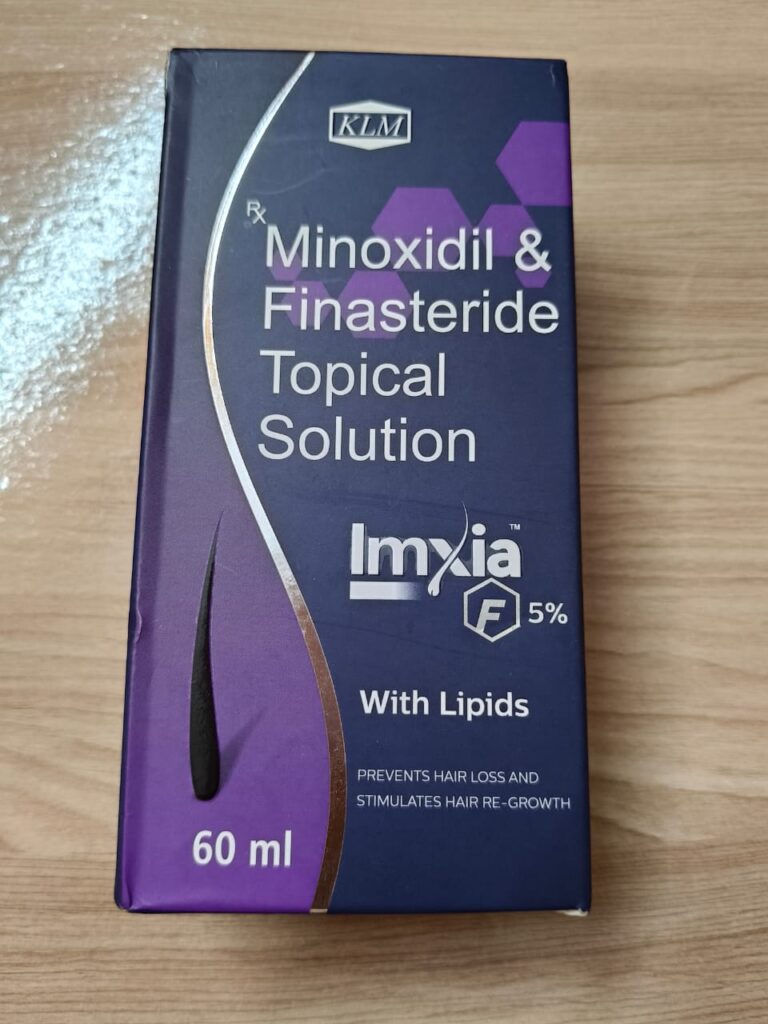 KLM
Rx
Minoxidil &
Finasteride
Topical
Solution
Imxia™
F 5%
With Lipids
PREVENTS HAIR LOSS AND
STIMULATES HAIR RE-GROWTH
60 ml